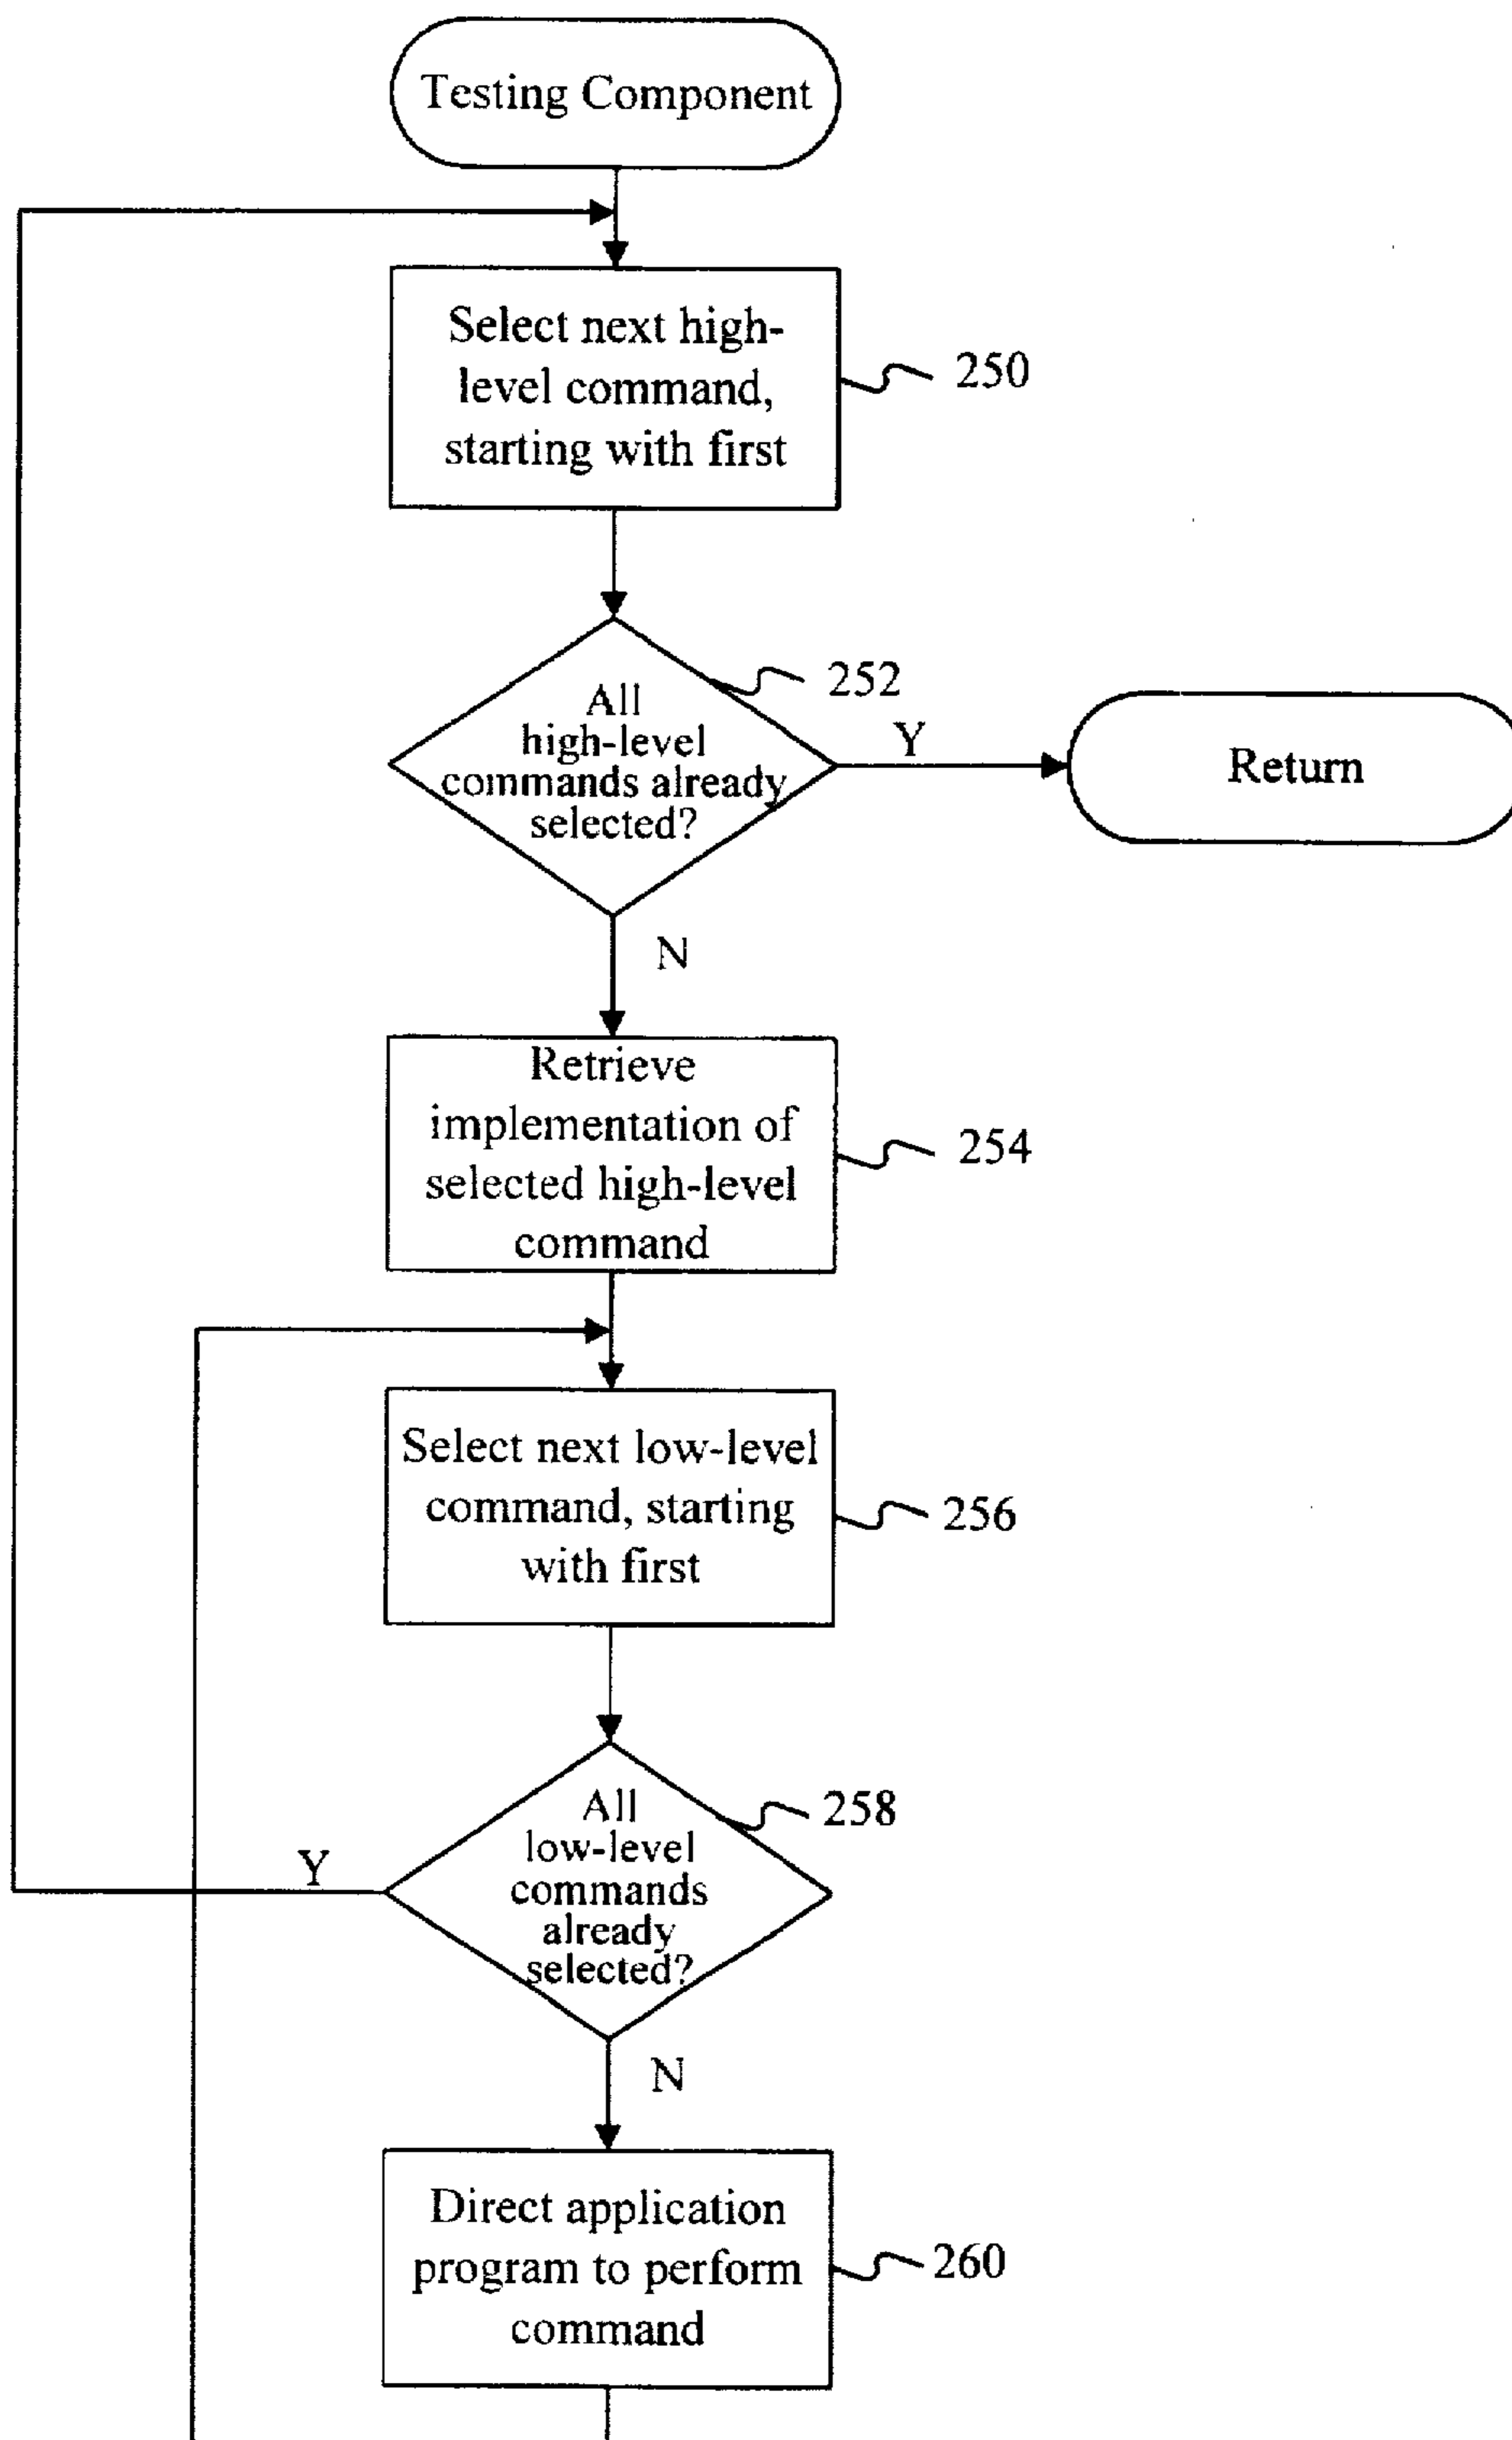 Testing Component
Select next high-
level command,
starting with first
250
All
high-level
commands already
selected?
252
Y
Return
N
Retrieve
implementation of
selected high-level
command
254
Select next low-level
command, starting
with first
256
All
low-level
commands
already
selected?
258
Y
N
Direct application
program to perform
command
260